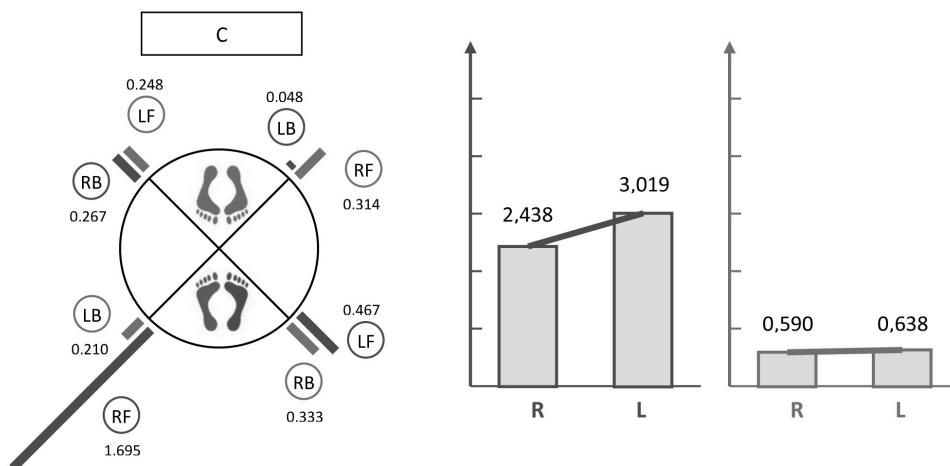 C
0.248
LF
0.048
LB
RB
0.267
RF
0.314
LB
0.210
0.467
LF
RB
0.333
RF
1.695
2,438
3,019
R L
0,590
0,638
R L